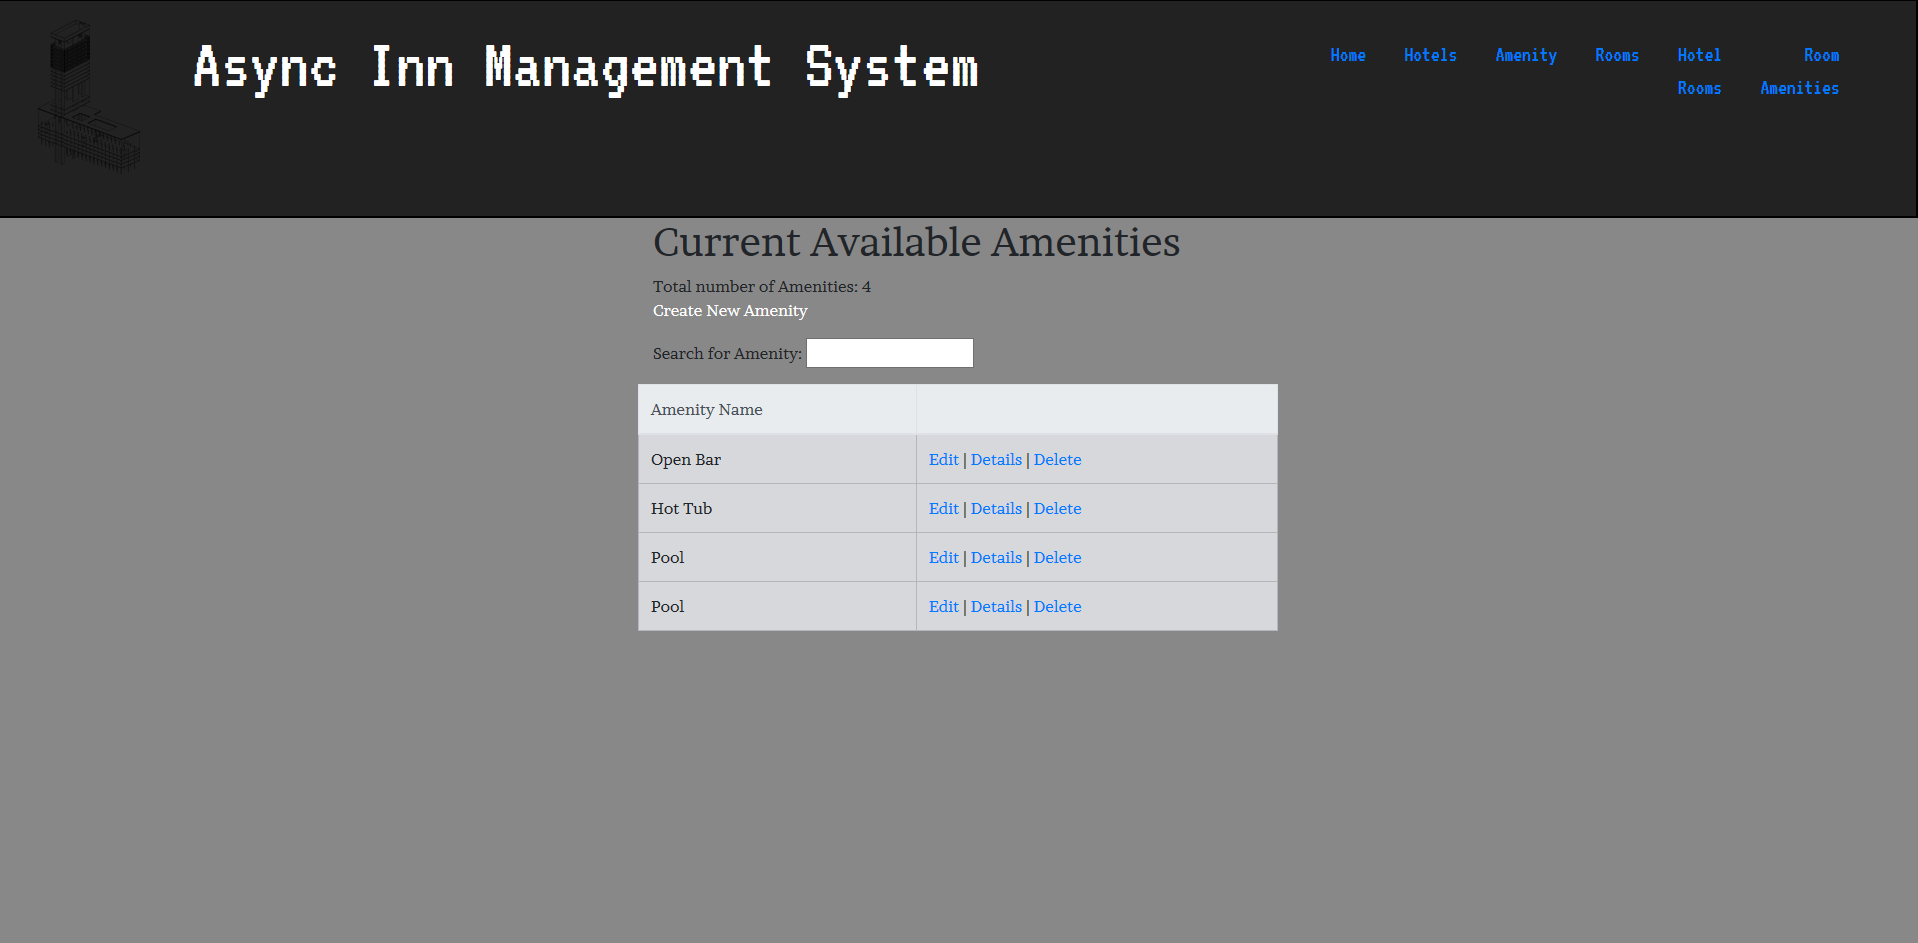 Async Inn Management System
Home Hotels Amenity Rooms Hotel Rooms Room Amenities
Current Available Amenities
Total number of Amenities: 4
Create New Amenity
Search for Amenity:
Amenity Name
Open Bar Edit | Details | Delete
Hot Tub Edit | Details | Delete
Pool Edit | Details | Delete
Pool Edit | Details | Delete